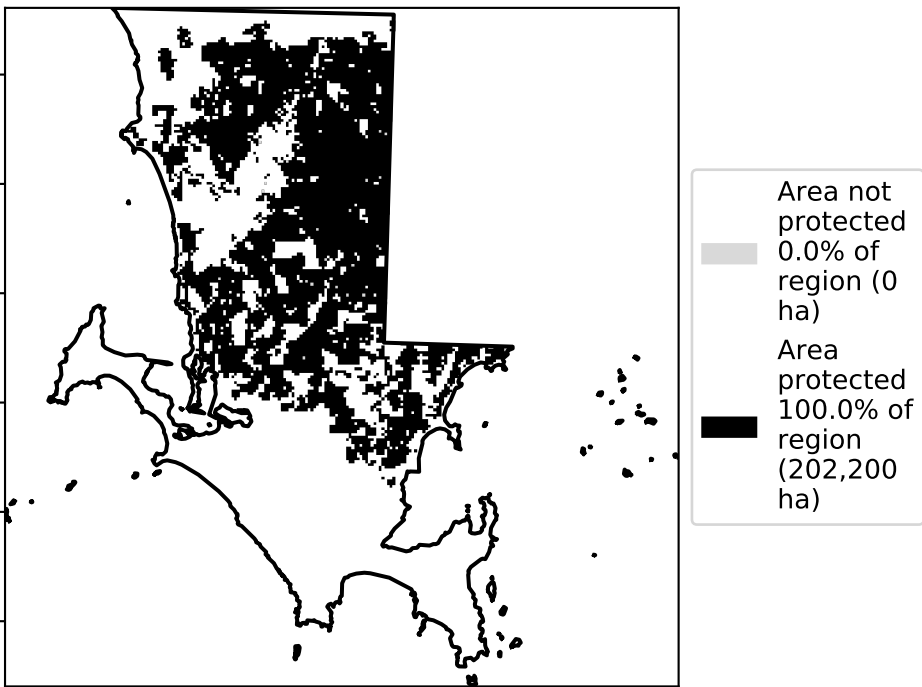 Area not
protected
0.0% of
region (0
ha)
Area
protected
100.0% of
region
(202,200
ha)